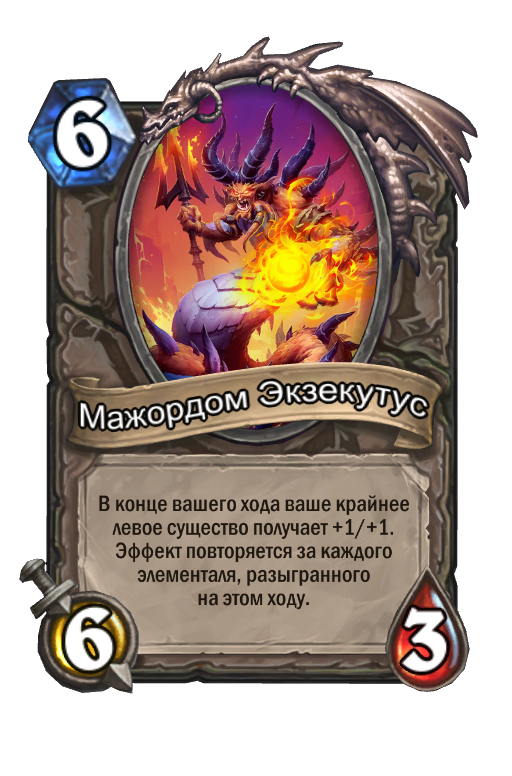 6
Мажордом Экзекутус
В конце вашего хода ваше крайнее
левое существо получает +1/+1.
Эффект повторяется за каждого
элементаля, разыгранного
на этом ходу.
6
3